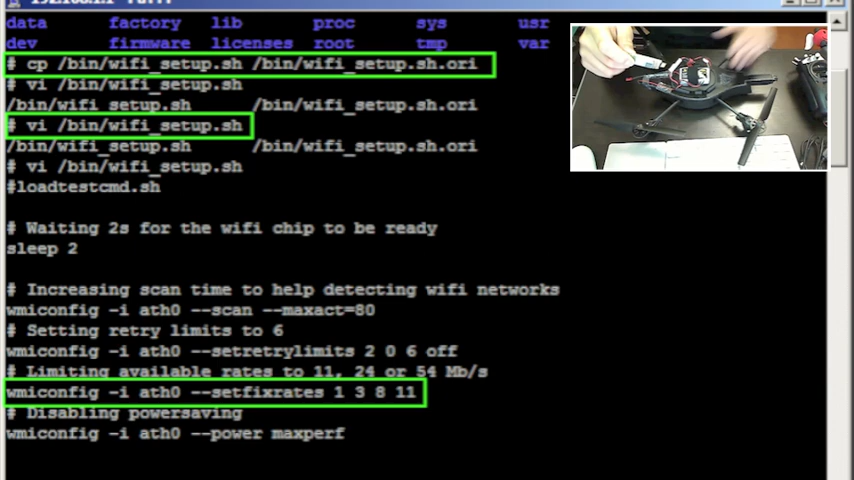 data factory lib proc sys usr
dev firmware licenses root tmp var
# cp /bin/wifi_setup.sh /bin/wifi_setup.sh.ori
# vi /bin/wifi_setup.sh
/bin/wifi_setup.sh /bin/wifi_setup.sh.ori
# vi /bin/wifi_setup.sh
/bin/wifi_setup.sh /bin/wifi_setup.sh.ori
# vi /bin/wifi_setup.sh
#loadtestcmd.sh
# Waiting 2s for the wifi chip to be ready
sleep 2
# Increasing scan time to help detecting wifi networks
wmiconfig -i ath0 --scan --maxact=80
# Setting retry limits to 6
wmiconfig -i ath0 --setretrylimits 2 0 6 off
# Limiting available rates to 11, 24 or 54 Mb/s
wmiconfig -i ath0 --setfixrates 1 3 8 11
# Disabling powersaving
wmiconfig -i ath0 --power maxperf